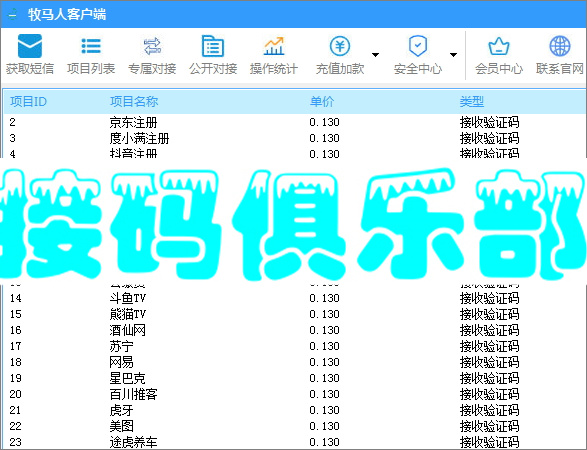 牧马人客户端
获取短信 项目列表 专属对接 公开对接 操作统计 充值加款 安全中心 会员中心 联系官网
项目ID 项目名称 单价 类型
2 京东注册 0.130 接收验证码
3 度小满注册 0.130 接收验证码
4 抖音注册 0.130 接收验证码
接码俱乐部
14 斗鱼TV 0.130 接收验证码
15 熊猫TV 0.130 接收验证码
16 酒仙网 0.130 接收验证码
17 苏宁 0.130 接收验证码
18 网易 0.130 接收验证码
19 星巴克 0.130 接收验证码
20 百川推客 0.130 接收验证码
21 虎牙 0.130 接收验证码
22 美图 0.130 接收验证码
23 途虎养车 0.130 接收验证码